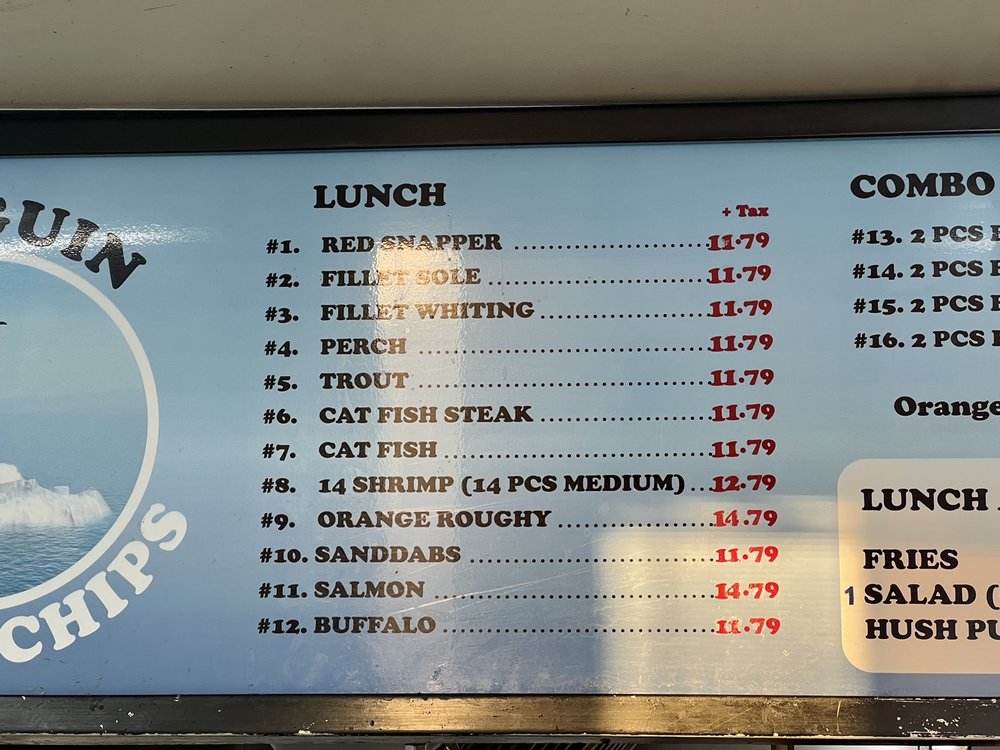 GUIN
CHIPS
LUNCH
+ Tax
#1. RED SNAPPER ........................ 11.79
#2. FILLET SOLE ........................ 11.79
#3. FILLET WHITING ........................ 11.79
#4. PERCH ........................ 11.79
#5. TROUT ........................ 11.79
#6. CAT FISH STEAK ........................ 11.79
#7. CAT FISH ........................ 11.79
#8. 14 SHRIMP (14 PCS MEDIUM) ... 12.79
#9. ORANGE ROUGHY ........................ 14.79
#10. SANDDABS ........................ 11.79
#11. SALMON ........................ 14.79
#12. BUFFALO ........................ 11.79
COMBO
#13. 2 PCS
#14. 2 PCS
#15. 2 PCS
#16. 2 PCS
Orange
LUNCH
FRIES
1 SALAD (
HUSH PU